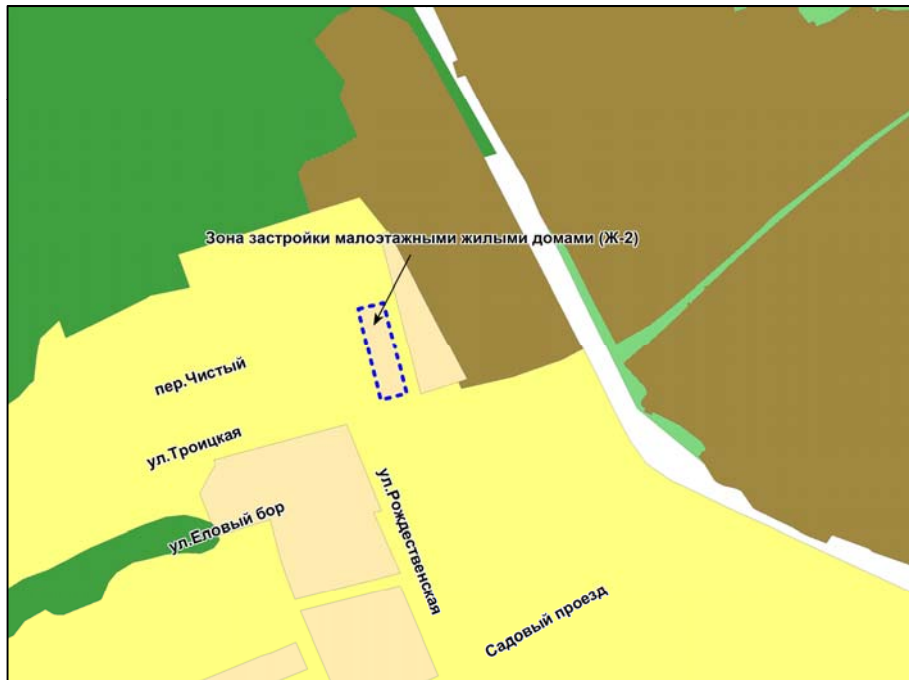 Зона застройки малоэтажными жилыми домами (Ж-2)
пер.Чистый
ул.Троицкая
ул.Еловый бор
ул.Рождественская
Садовый проезд